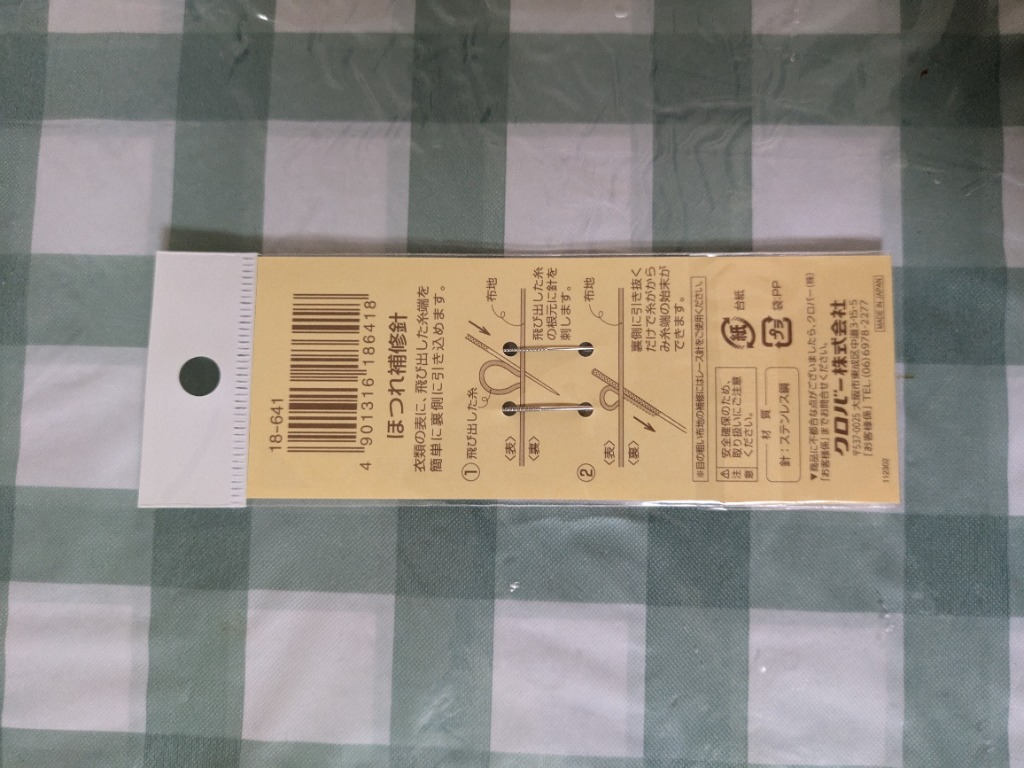 18-641
4 901316 186418
ほつれ補修針
衣類の表に、飛び出した糸端を
簡単に裏側に引き込めます。
① 飛び出した糸
布地
〈表〉
〈裏〉
飛び出した糸
の根元に針を
刺します。
②
布地
〈表〉
〈裏〉
裏側に引き抜く
だけで糸がから
み糸端の始末が
できます。
※目の粗い布地の補修にはレース針をご使用ください。
⚠
注
意
安全確保のため、
取り扱いにご注意
ください。
材 質
針：ステンレス鋼
紙
台紙
プラ
袋:PP
▼商品に不都合な点がございましたら、クロバー(株)
「お客様係」までお問合せください。
クロバー株式会社
〒537-0025 大阪市東成区中道3-15-5
「お客様係」TEL.(06)6978-2277
MADE IN JAPAN